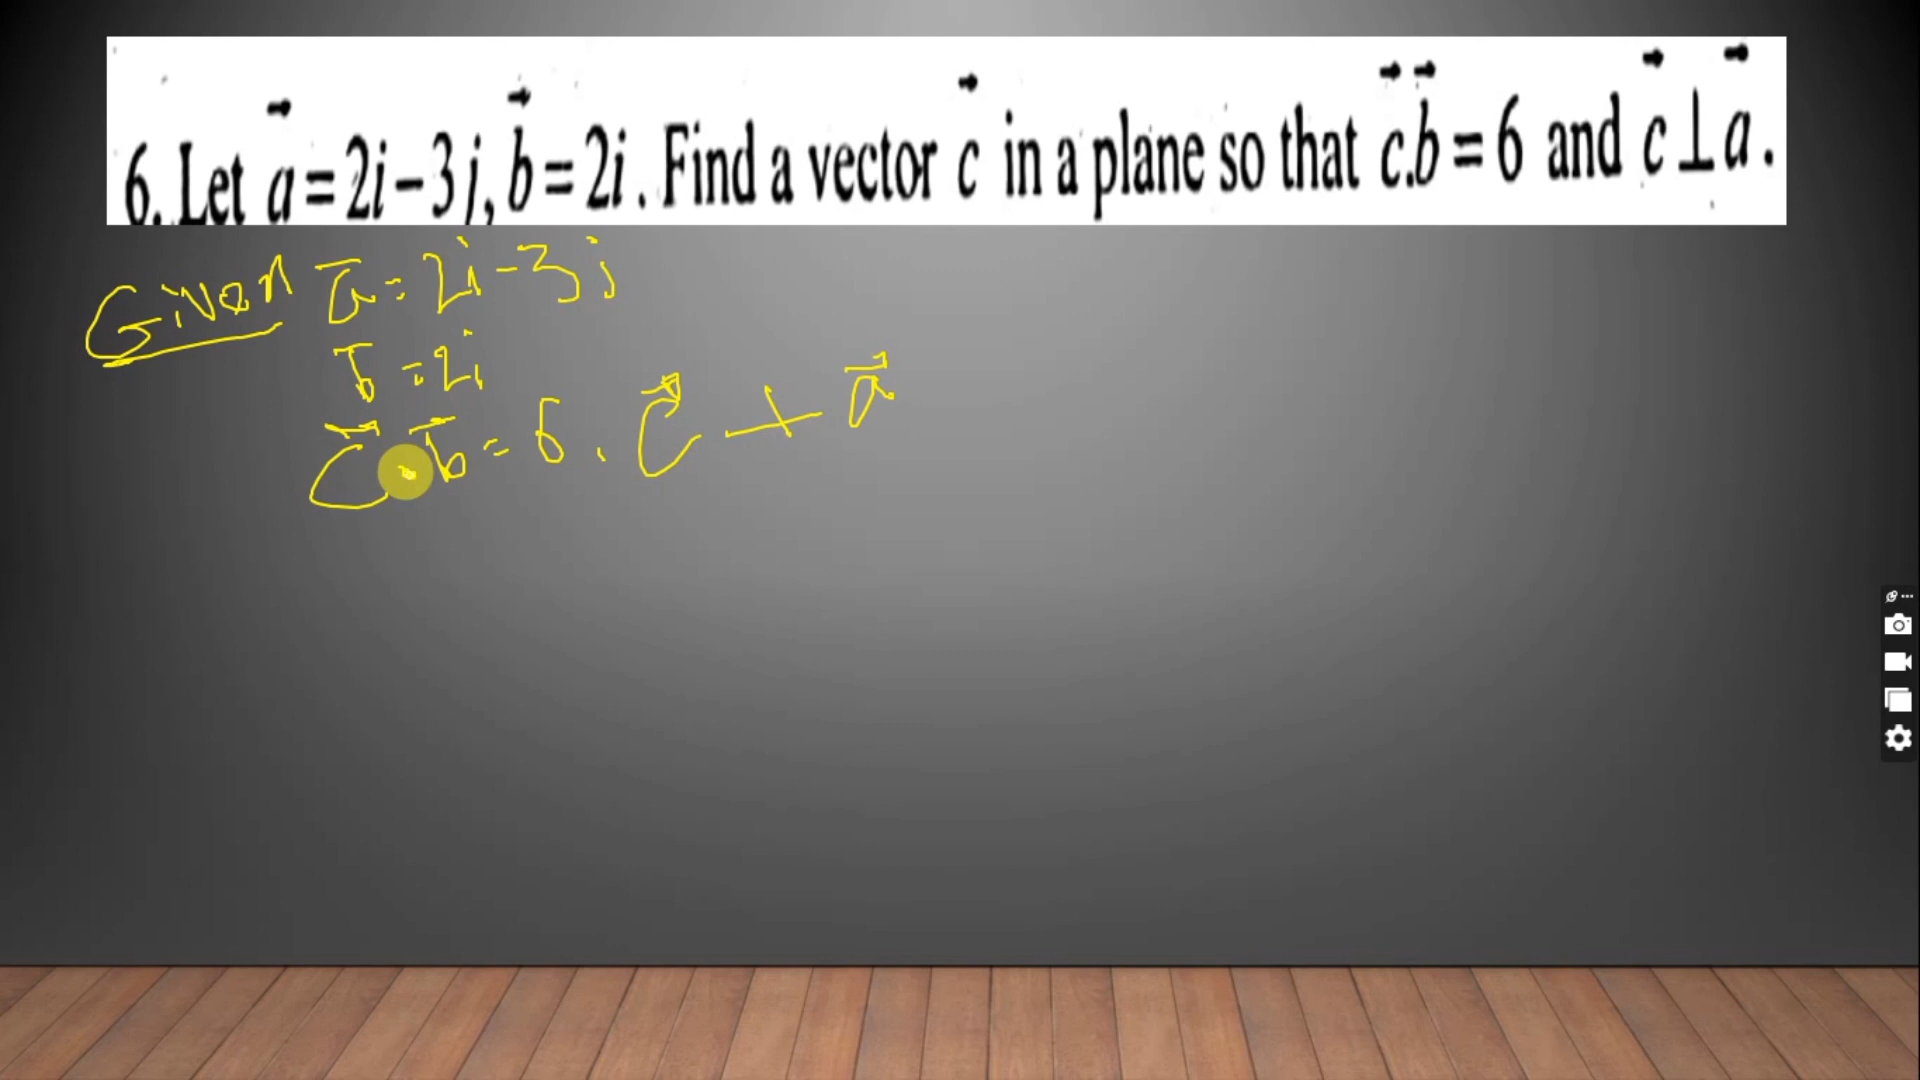 6. Let a⃗ = 2i – 3j, b⃗ = 2i . Find a vector c⃗ in a plane so that c⃗.b⃗ = 6 and c⃗ ⊥ a⃗ .
Given a̅ = 2i - 3j
b̅ = 2i
c⃗ . b̅ = 6 . c⃗ ⊥ a⃗